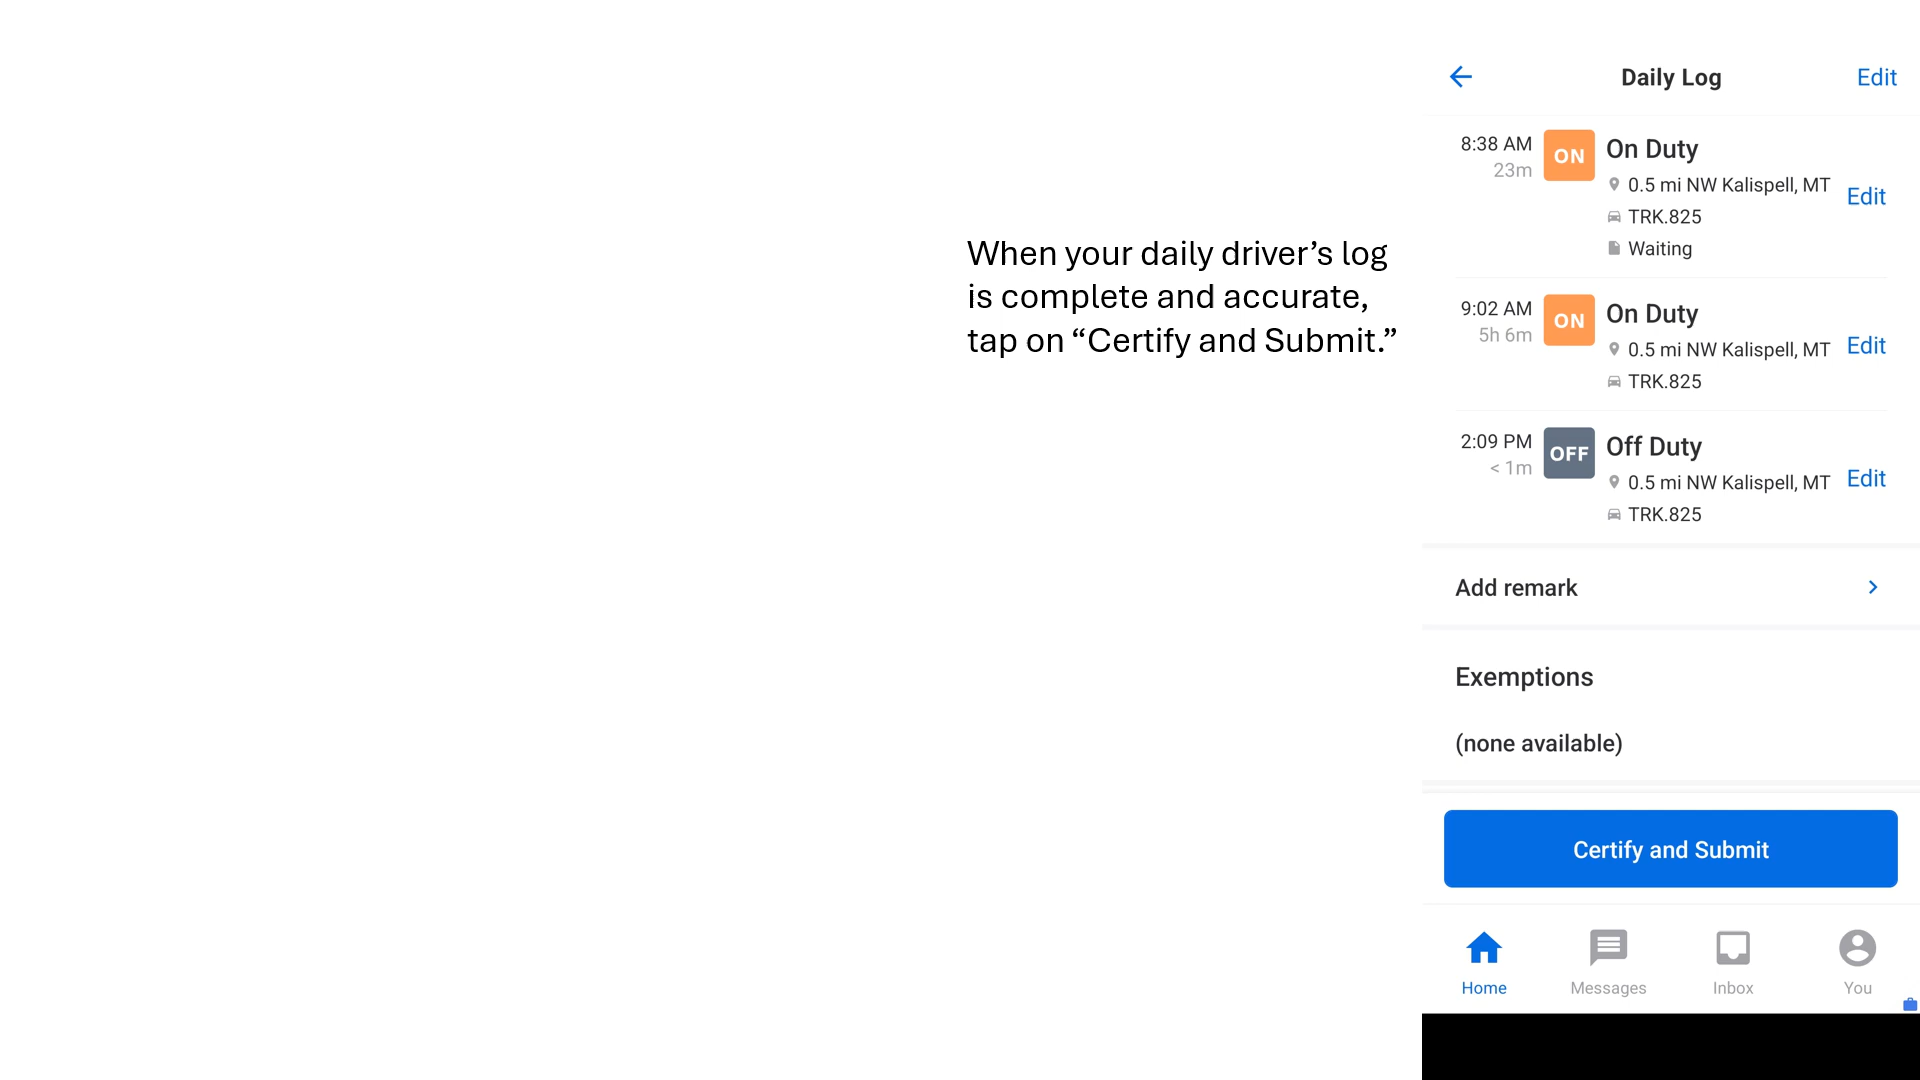 When your daily driver’s log
is complete and accurate,
tap on “Certify and Submit.”
Daily Log
Edit
8:38 AM
23m
ON
On Duty
0.5 mi NW Kalispell, MT
TRK.825
Waiting
Edit
9:02 AM
5h 6m
ON
On Duty
0.5 mi NW Kalispell, MT
TRK.825
Edit
2:09 PM
< 1m
OFF
Off Duty
0.5 mi NW Kalispell, MT
TRK.825
Edit
Add remark
Exemptions
(none available)
Certify and Submit
Home
Messages
Inbox
You